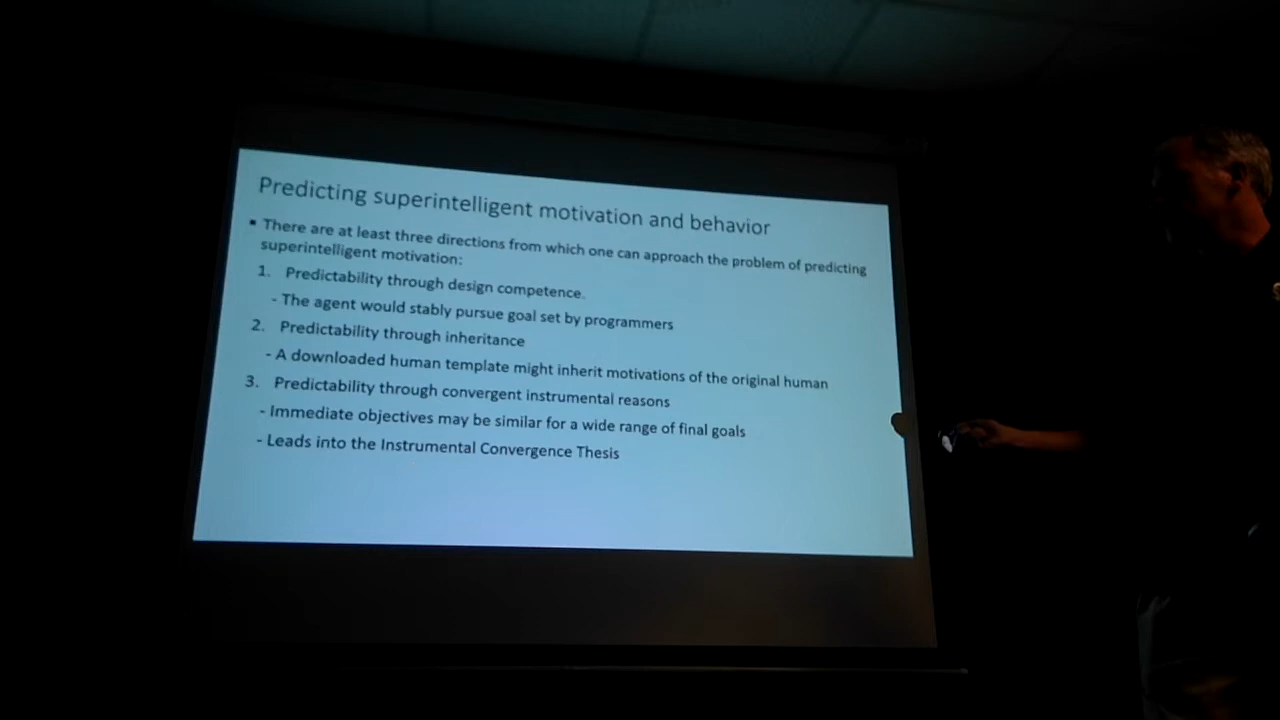 Predicting superintelligent motivation and behavior
▪ There are at least three directions from which one can approach the problem of predicting
superintelligent motivation:
1. Predictability through design competence.
- The agent would stably pursue goal set by programmers
2. Predictability through inheritance
- A downloaded human template might inherit motivations of the original human
3. Predictability through convergent instrumental reasons
- Immediate objectives may be similar for a wide range of final goals
- Leads into the Instrumental Convergence Thesis